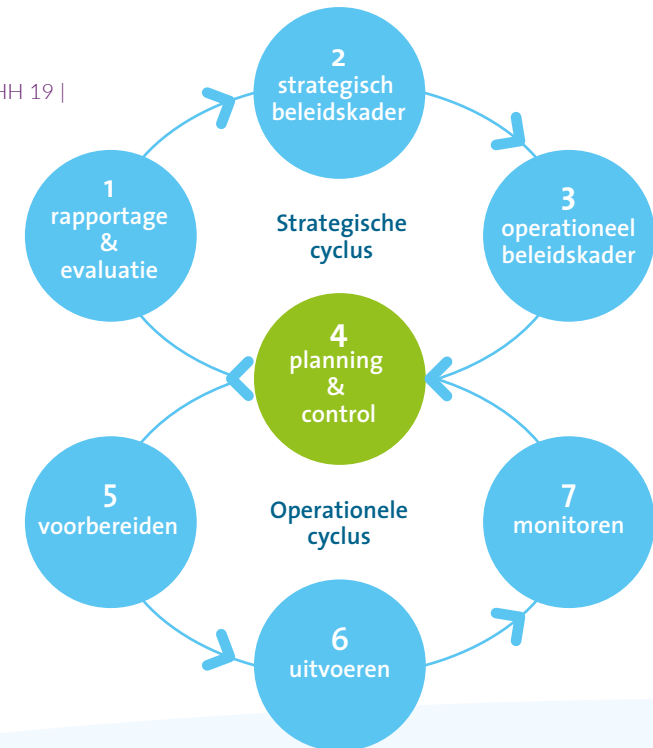 HH 19 |
2
strategisch
beleidskader
1
rapportage
&
evaluatie
Strategische
cyclus
3
operationeel
beleidskader
4
planning
&
control
5
voorbereiden
Operationele
cyclus
7
monitoren
6
uitvoeren